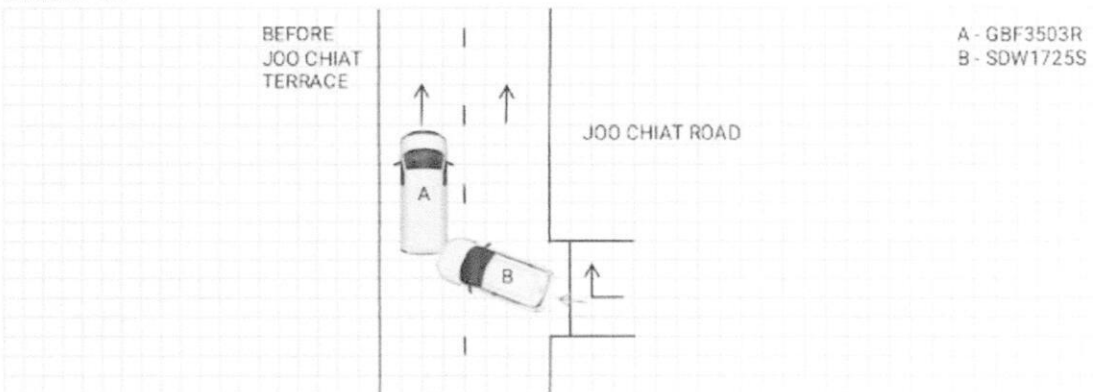 BEFORE
JOO CHIAT
TERRACE
A - GBF3503R
B - SDW1725S
JOO CHIAT ROAD
A
B